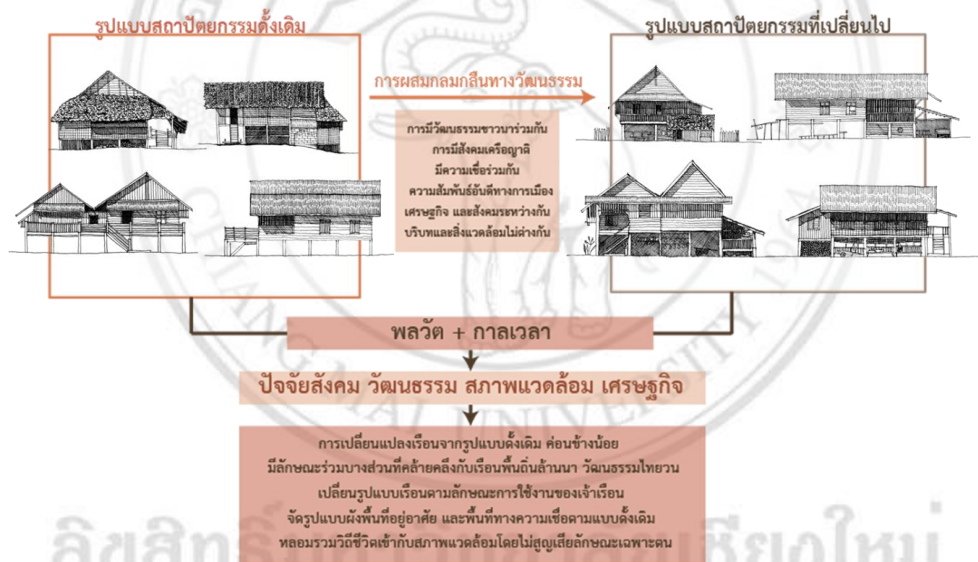 รูปแบบสถาปัตยกรรมดั้งเดิม
รูปแบบสถาปัตยกรรมที่เปลี่ยนไป
การผสมกลมกลืนทางวัฒนธรรม
การมีวัฒนธรรมชาวนาร่วมกัน
การมีสังคมเครือญาติ
มีความเชื่อร่วมกัน
ความสัมพันธ์อันดีทางการเมือง
เศรษฐกิจ และสังคมระหว่างกัน
บริบทและสิ่งแวดล้อมไม่ต่างกัน
พลวัต + กาลเวลา
ปัจจัยสังคม วัฒนธรรม สภาพแวดล้อม เศรษฐกิจ
การเปลี่ยนแปลงเรือนจากรูปแบบดั้งเดิม ค่อนข้างน้อย
มีลักษณะร่วมบางส่วนที่คล้ายคลึงกับเรือนพื้นถิ่นล้านนา วัฒนธรรมไทยวน
เปลี่ยนรูปแบบเรือนตามลักษณะการใช้งานของเจ้าเรือน
จัดรูปแบบผังพื้นที่อยู่อาศัย และพื้นที่ทางความเชื่อตามแบบดั้งเดิม
หลอมรวมวิถีชีวิตเข้ากับสภาพแวดล้อมโดยไม่สูญเสียลักษณะเฉพาะตน
CHIANG MAI UNIVERSITY